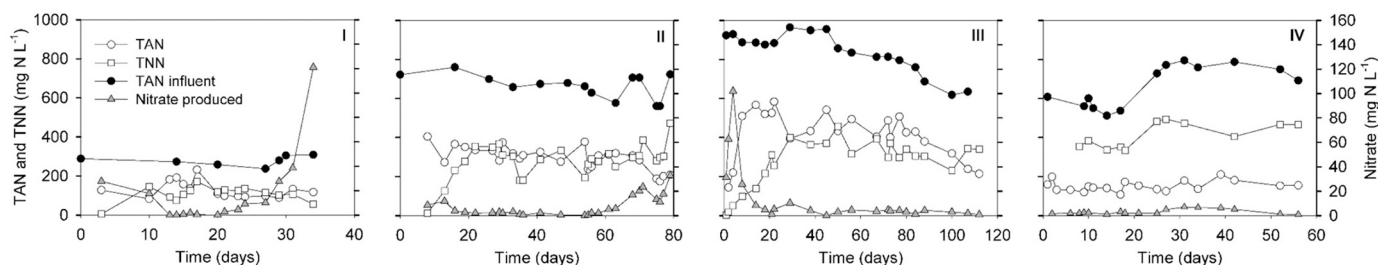 TAN and TNN (mg N L⁻¹)
1000
800
600
400
200
0
I
TAN
TNN
TAN influent
Nitrate produced
0 10 20 30 40
Time (days)
II
0 20 40 60 80
Time (days)
III
0 20 40 60 80 100 120
Time (days)
IV
0 10 20 30 40 50 60
Time (days)
160
140
120
100
80
60
40
20
0
Nitrate (mg N L⁻¹)